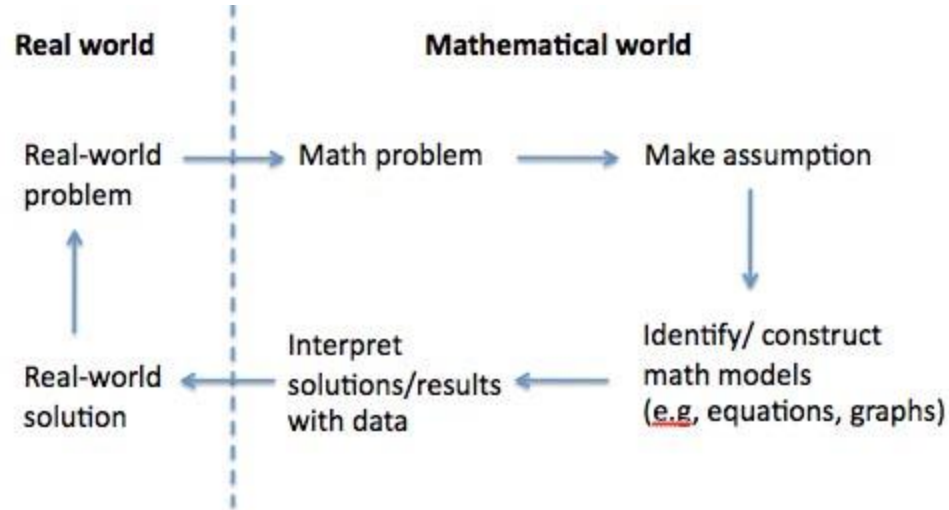 Real world
Mathematical world
Real-world
problem
Math problem
Make assumption
Identify/ construct
math models
(e.g, equations, graphs)
Interpret
solutions/results
with data
Real-world
solution